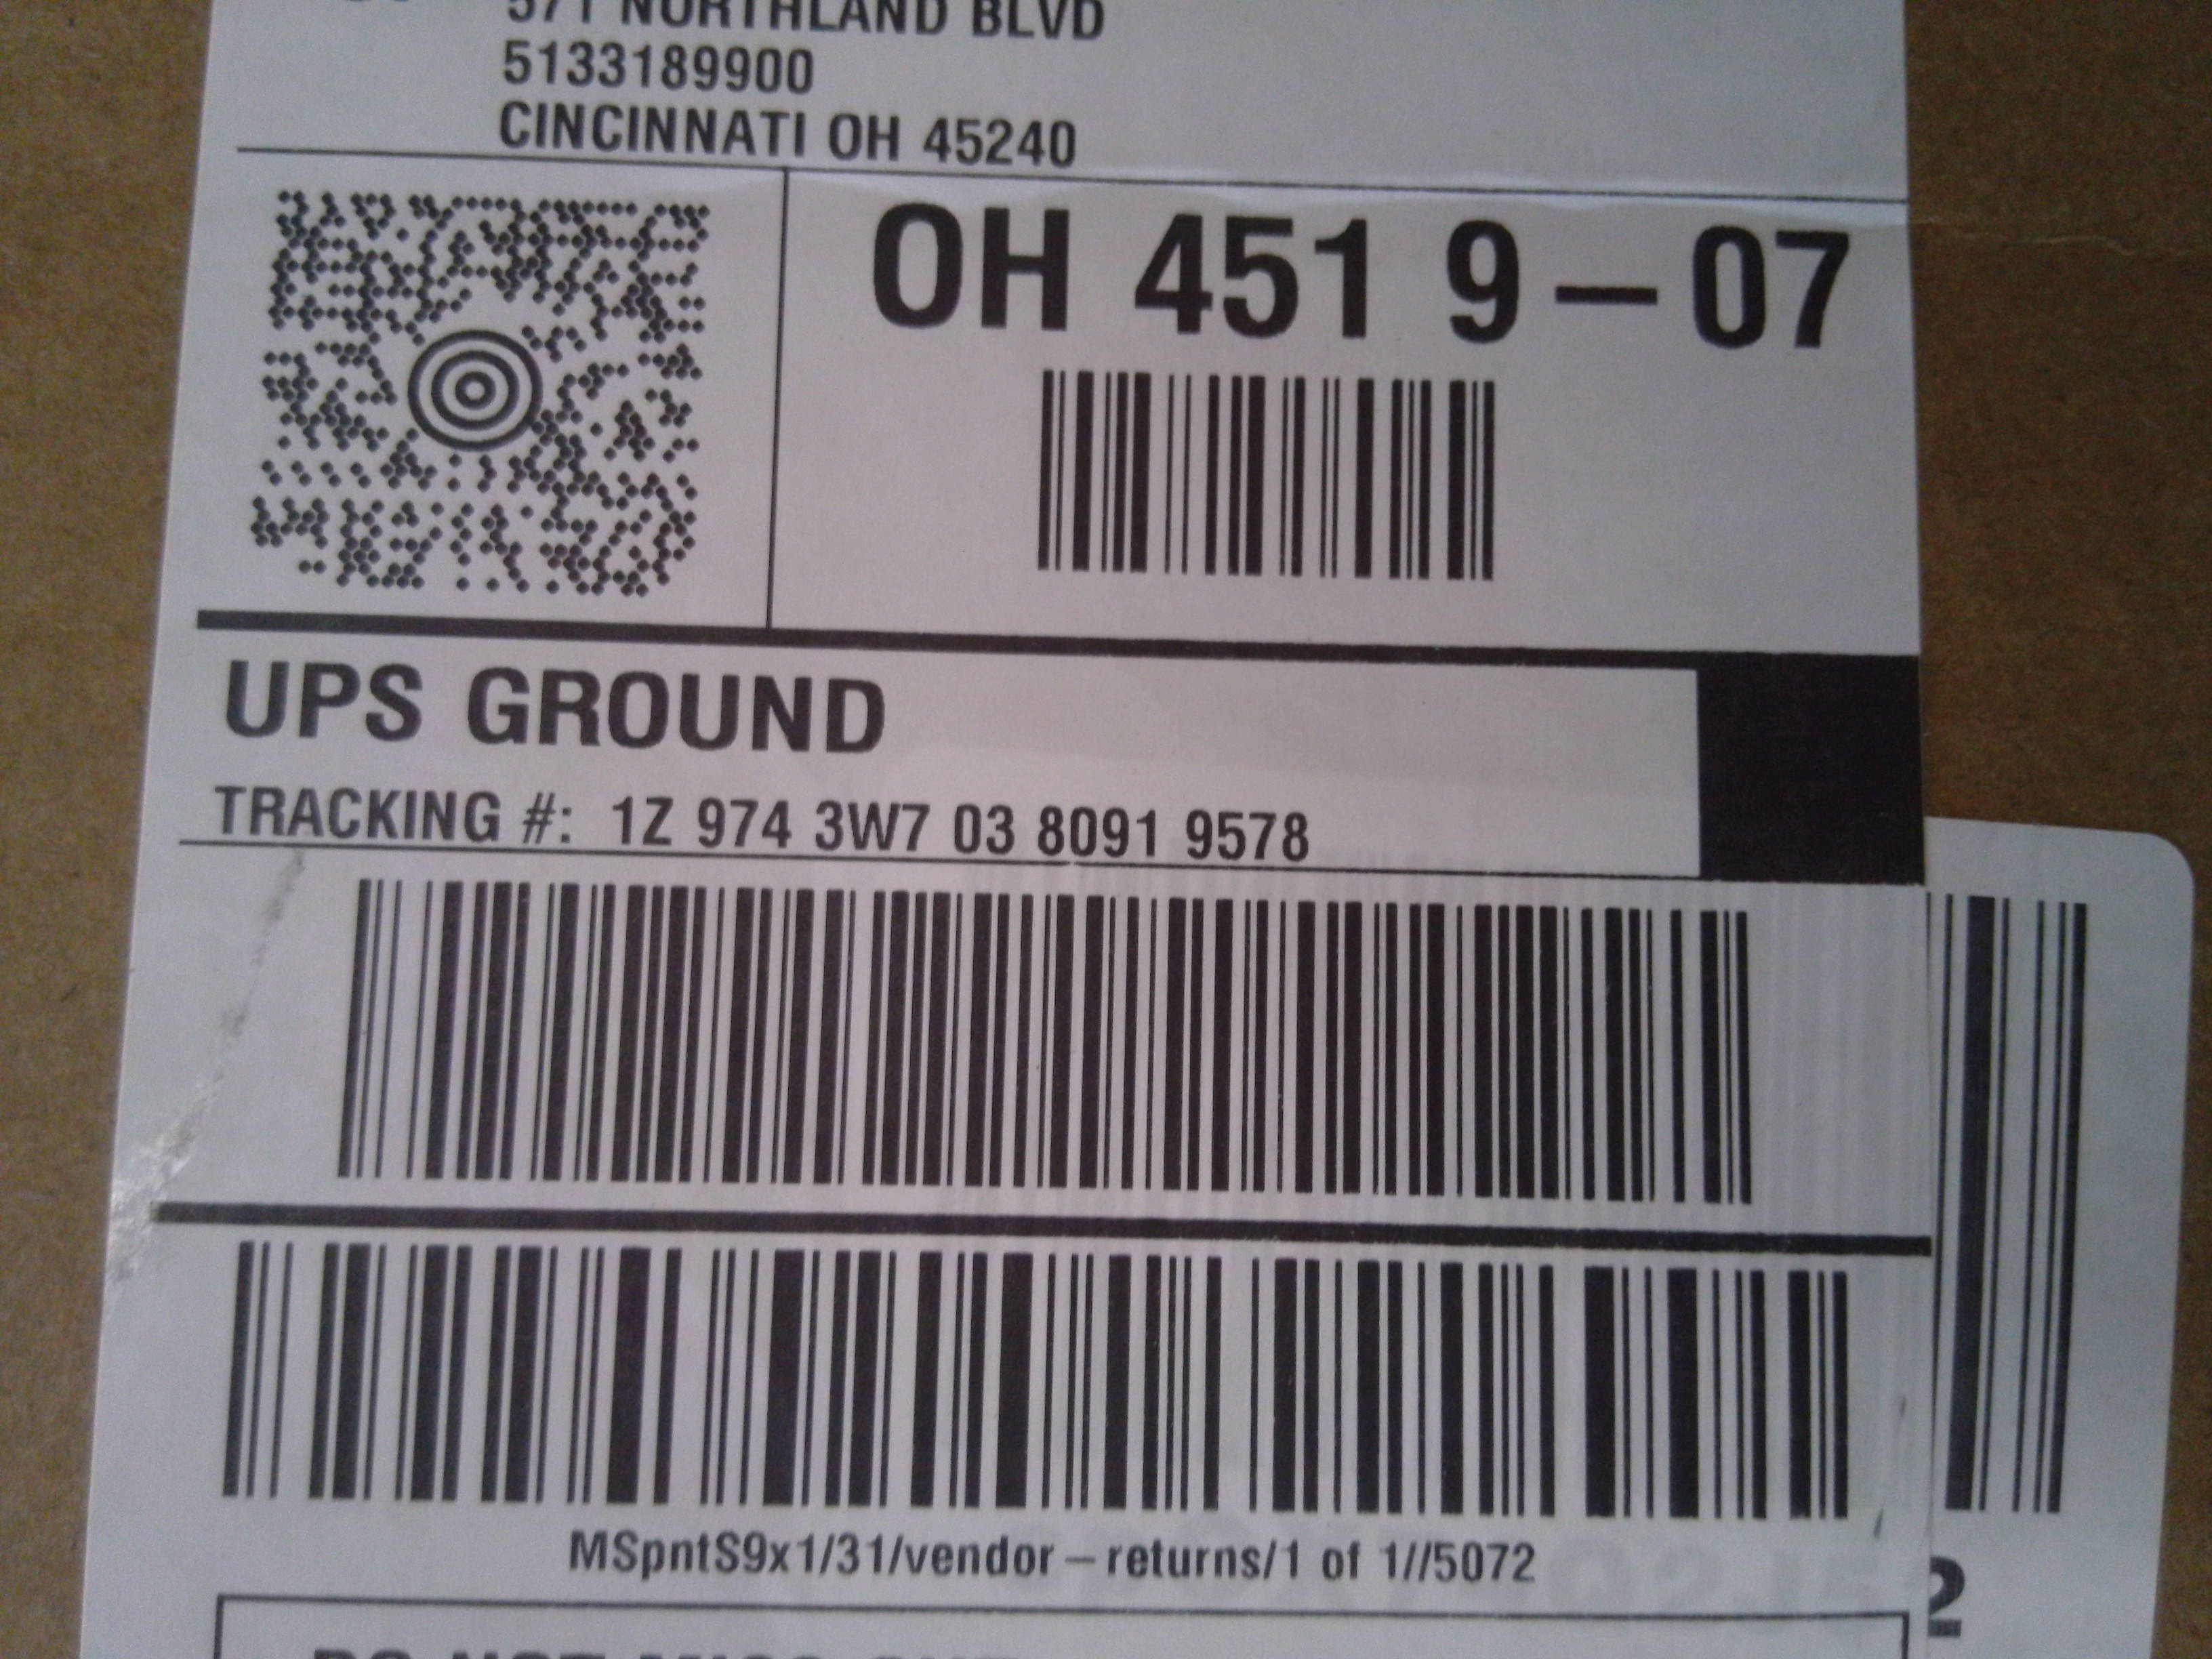 571 NORTHLAND BLVD
5133189900
CINCINNATI OH 45240
OH 451 9-07
UPS GROUND
TRACKING #: 1Z 974 3W7 03 8091 9578
MSpntS9x1/31/vendor-returns/1 of 1//5072
2